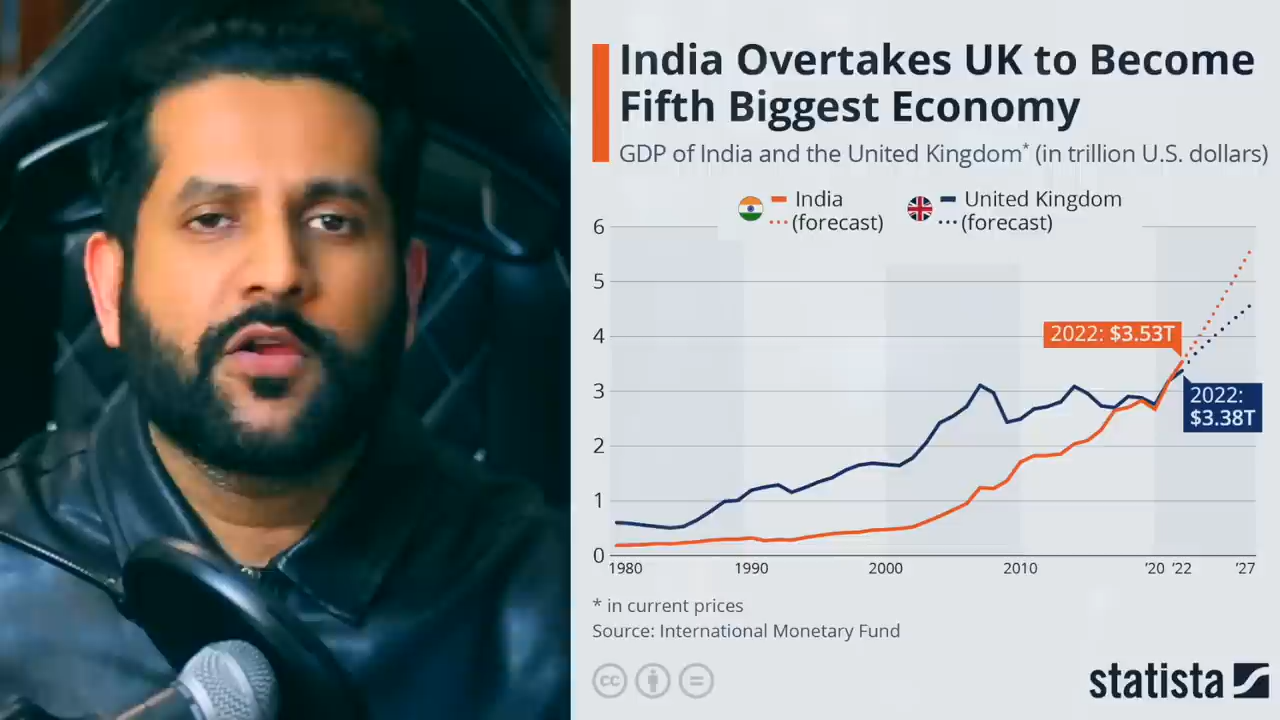 India Overtakes UK to Become
Fifth Biggest Economy
GDP of India and the United Kingdom* (in trillion U.S. dollars)
India
(forecast)
United Kingdom
(forecast)
6
5
4
3
2
1
0
2022: $3.53T
2022:
$3.38T
1980 1990 2000 2010 '20 '22 '27
* in current prices
Source: International Monetary Fund
cc
statista